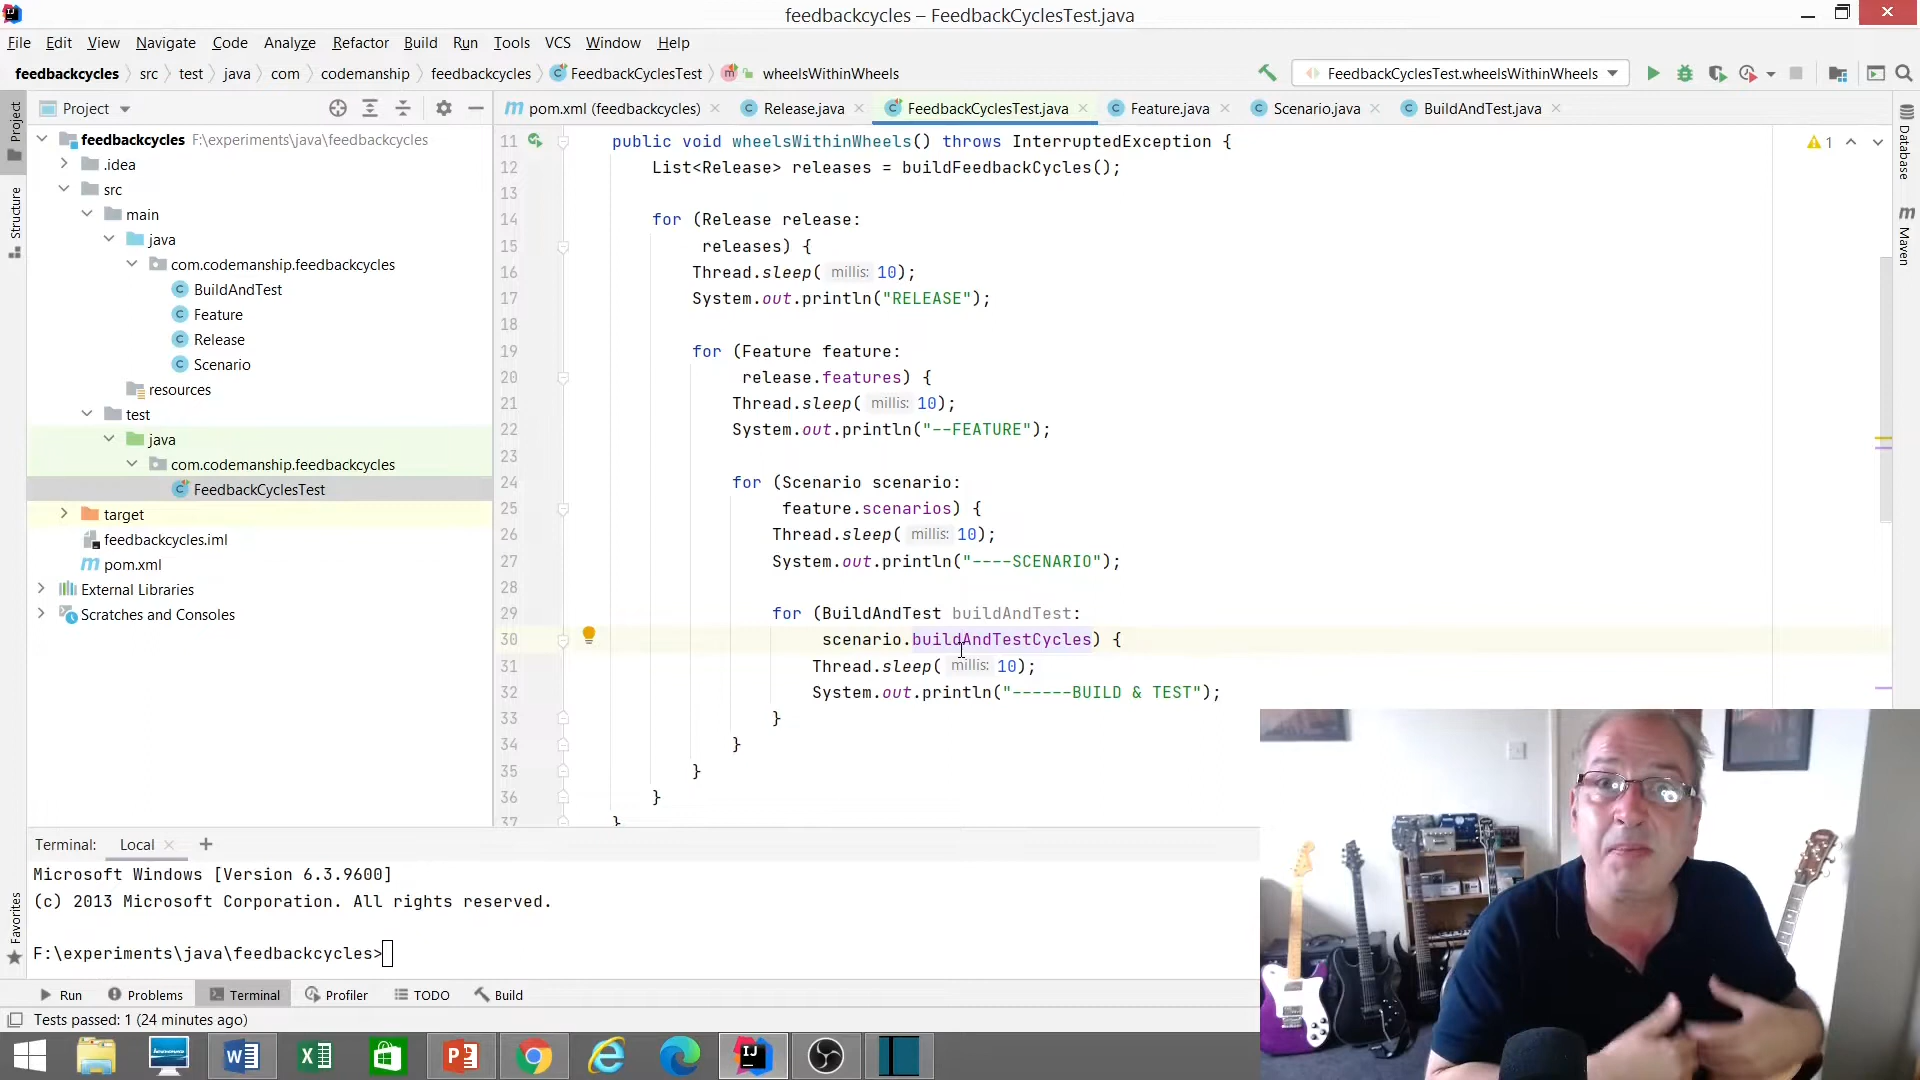 feedbackcycles – FeedbackCyclesTest.java
File Edit View Navigate Code Analyze Refactor Build Run Tools VCS Window Help
feedbackcycles src test java com codemanship feedbackcycles FeedbackCyclesTest m wheelsWithinWheels
FeedbackCyclesTest.wheelsWithinWheels
Project
pom.xml (feedbackcycles) Release.java FeedbackCyclesTest.java Feature.java Scenario.java BuildAndTest.java
Project
Structure
Favorites
feedbackcycles F:\experiments\java\feedbackcycles
.idea
src
main
java
com.codemanship.feedbackcycles
BuildAndTest
Feature
Release
Scenario
resources
test
java
com.codemanship.feedbackcycles
FeedbackCyclesTest
target
feedbackcycles.iml
pom.xml
External Libraries
Scratches and Consoles
11 public void wheelsWithinWheels() throws InterruptedException {
12 List<Release> releases = buildFeedbackCycles();
13
14 for (Release release:
15 releases) {
16 Thread.sleep( millis: 10);
17 System.out.println("RELEASE");
18
19 for (Feature feature:
20 release.features) {
21 Thread.sleep( millis: 10);
22 System.out.println("--FEATURE");
23
24 for (Scenario scenario:
25 feature.scenarios) {
26 Thread.sleep( millis: 10);
27 System.out.println("----SCENARIO");
28
29 for (BuildAndTest buildAndTest:
30 scenario.buildAndTestCycles) {
31 Thread.sleep( millis: 10);
32 System.out.println("------BUILD & TEST");
33 }
34 }
35 }
36 }
37 }
1
Database
Maven
Terminal: Local
Microsoft Windows [Version 6.3.9600]
(c) 2013 Microsoft Corporation. All rights reserved.
F:\experiments\java\feedbackcycles>
Run Problems Terminal Profiler TODO Build
Tests passed: 1 (24 minutes ago)